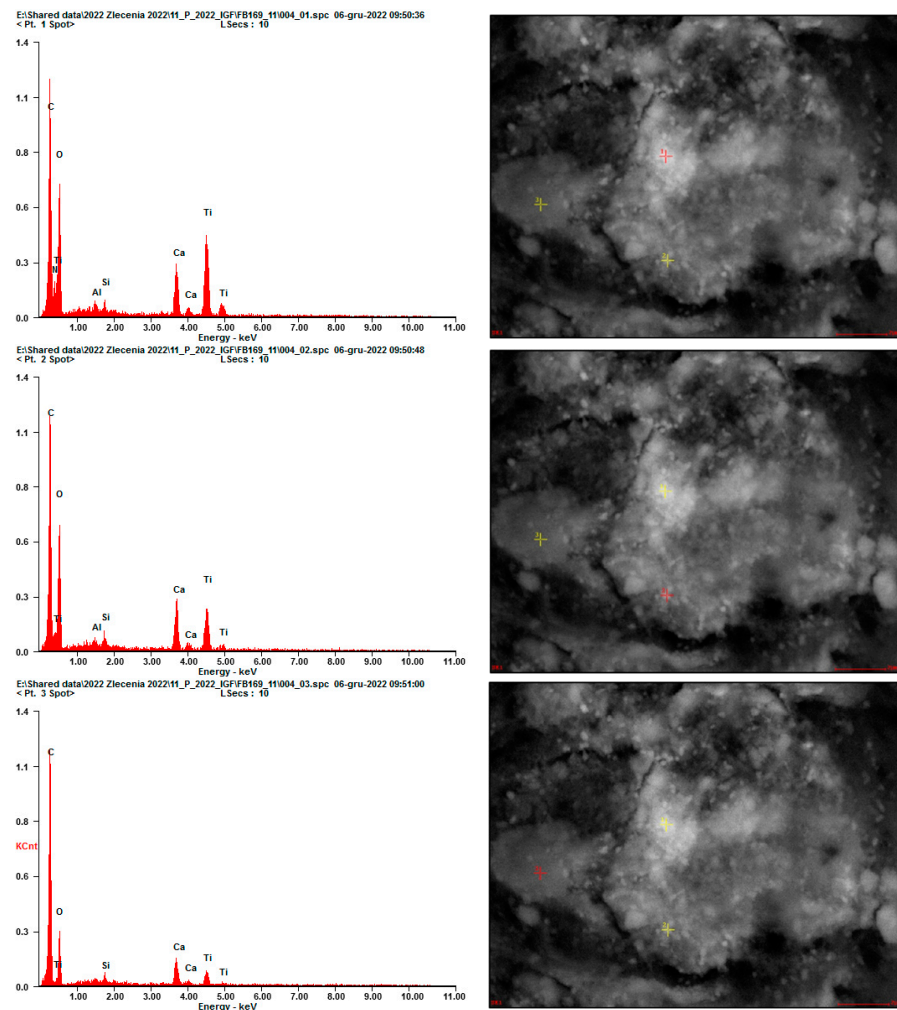 E:\Shared data\2022 Zlecenia 2022\11_P_2022_IGF\FB169_11\004_01.spc 06-gru-2022 09:50:36
< Pt. 1 Spot> LSecs : 10
1.4
1.1
0.8
0.6
0.3
0.0
C
O
Ti
N
Al
Si
Ca
Ca
Ti
Ti
1.00 2.00 3.00 4.00 5.00 6.00 7.00 8.00 9.00 10.00 11.00
Energy - keV
1
2
3
E:\Shared data\2022 Zlecenia 2022\11_P_2022_IGF\FB169_11\004_02.spc 06-gru-2022 09:50:48
< Pt. 2 Spot> LSecs : 10
1.4
1.1
0.8
0.6
0.3
0.0
C
O
Ti
Al
Si
Ca
Ca
Ti
Ti
1.00 2.00 3.00 4.00 5.00 6.00 7.00 8.00 9.00 10.00 11.00
Energy - keV
3
E:\Shared data\2022 Zlecenia 2022\11_P_2022_IGF\FB169_11\004_03.spc 06-gru-2022 09:51:00
< Pt. 3 Spot> LSecs : 10
1.4
1.1
KCnt
0.6
0.3
0.0
C
O
Ti
Si
Ca
Ca
Ti
Ti
1.00 2.00 3.00 4.00 5.00 6.00 7.00 8.00 9.00 10.00 11.00
Energy - keV